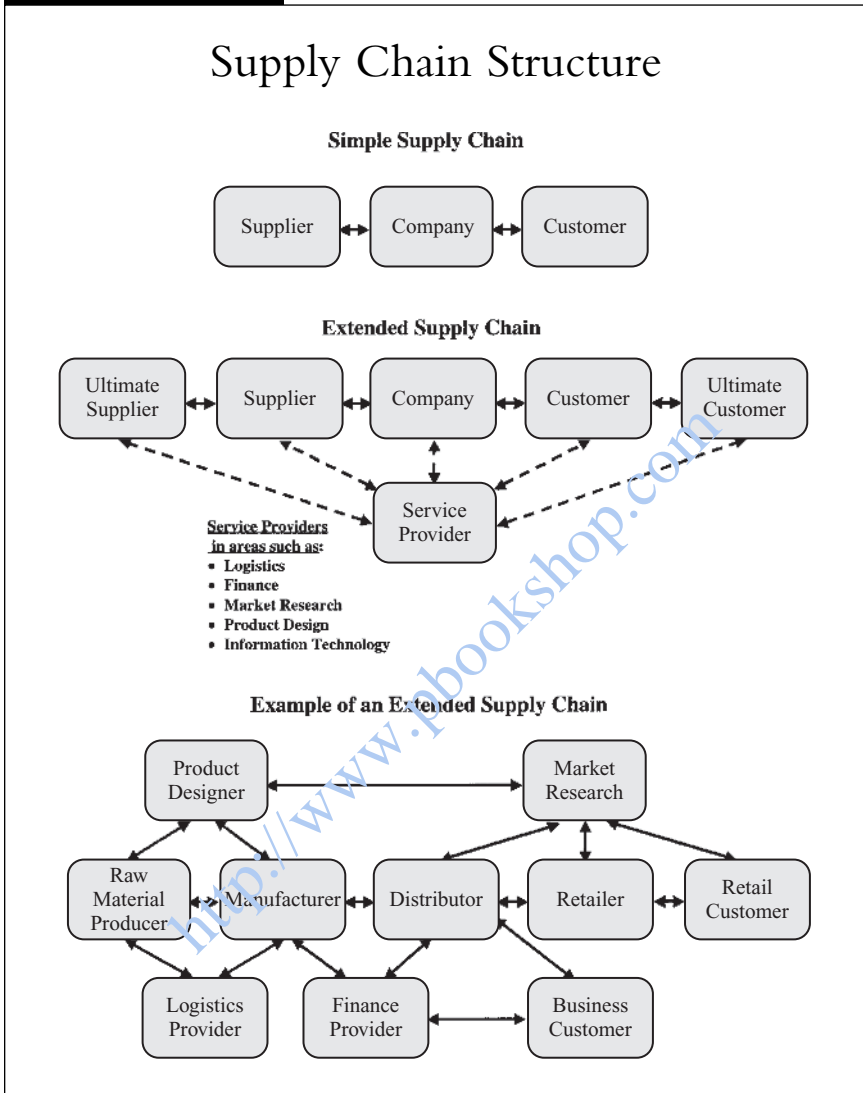 Supply Chain Structure
Simple Supply Chain
Supplier
Company
Customer
Extended Supply Chain
Ultimate
Supplier
Supplier
Company
Customer
Ultimate
Customer
Service
Provider
Service Providers
in areas such as:
• Logistics
• Finance
• Market Research
• Product Design
• Information Technology
Example of an Extended Supply Chain
Product
Designer
Market
Research
Raw
Material
Producer
Manufacturer
Distributor
Retailer
Retail
Customer
Logistics
Provider
Finance
Provider
Business
Customer
http://www.pbookshop.com